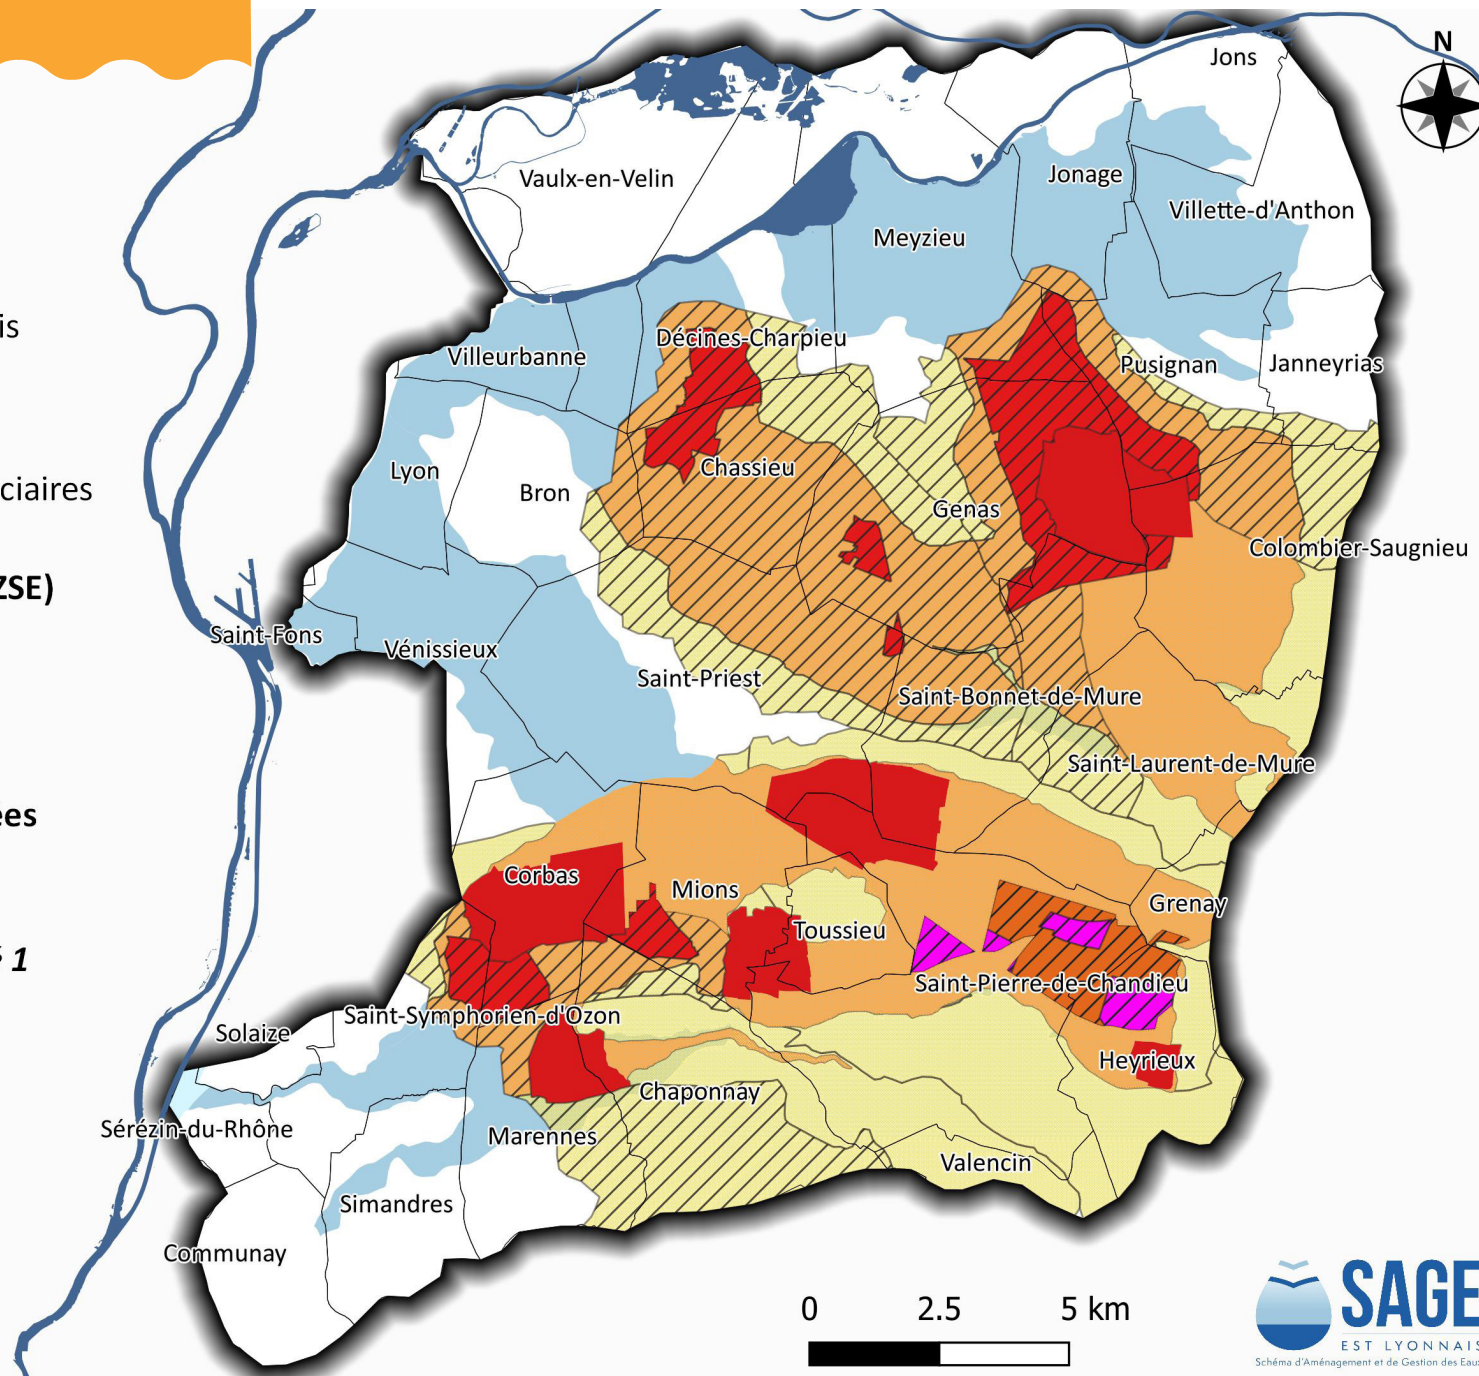 N
Jons
Vaulx-en-Velin
Jonage
Villette-d'Anthon
Meyzieu
is
Villeurbanne
Décines-Charpieu
Pusignan
Janneyrias
Lyon
Bron
Chassieu
ciaires
Genas
Colombier-Saugnieu
ZSE)
Saint-Fons
Vénissieux
Saint-Priest
Saint-Bonnet-de-Mure
Saint-Laurent-de-Mure
ées
Corbas
Mions
Grenay
Toussieu
1
Saint-Pierre-de-Chandieu
Saint-Symphorien-d'Ozon
Solaize
Heyrieux
Chaponnay
Sérézin-du-Rhône
Marennes
Valencin
Simandres
Communay
0 2.5 5 km
SAGE
EST LYONNAIS
Schéma d'Aménagement et de Gestion des Eaux